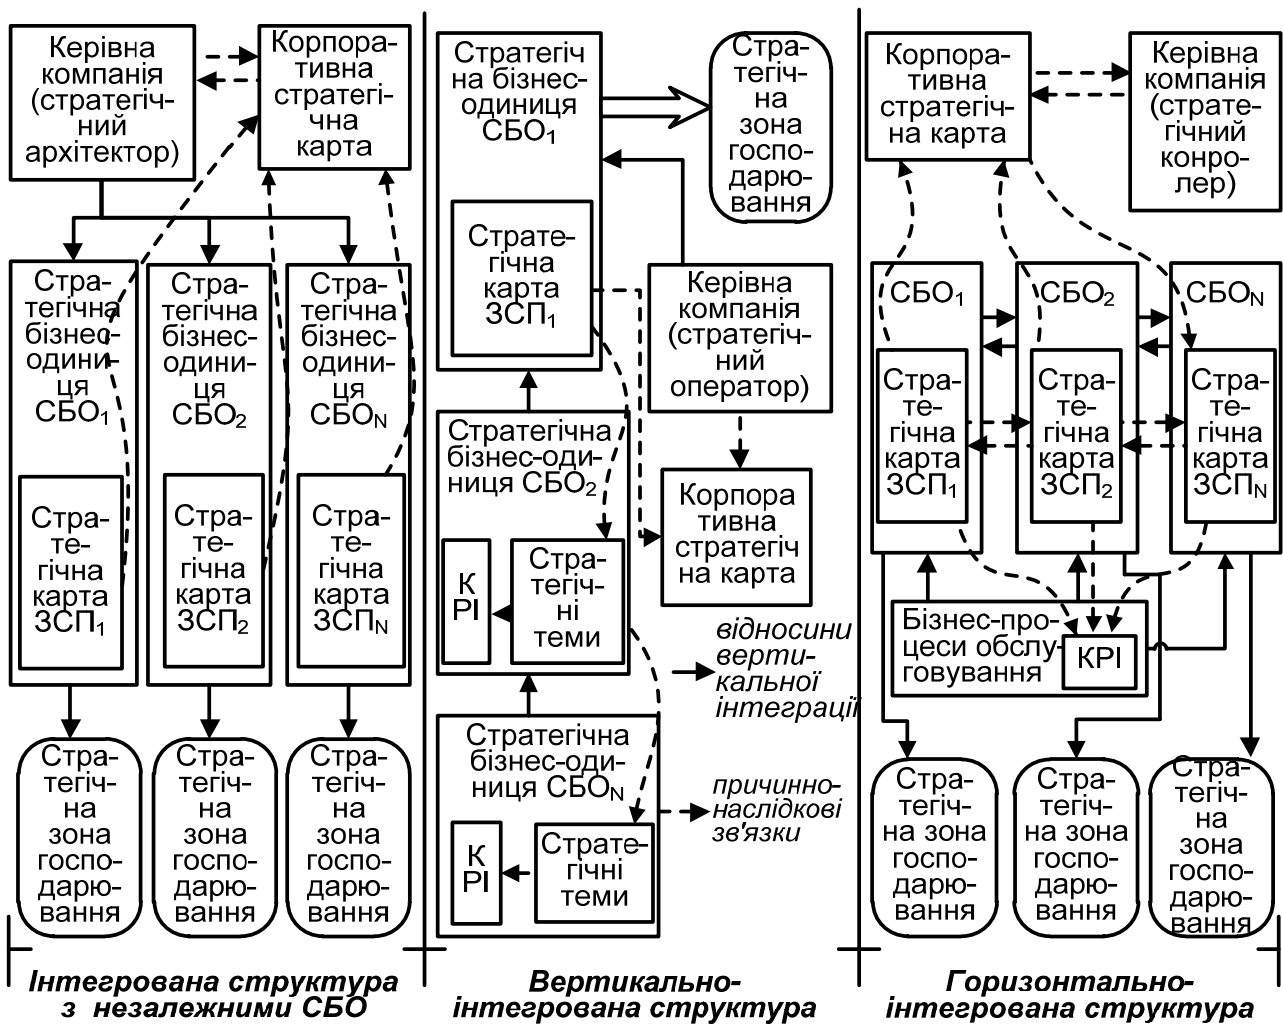 Керівна
компанія
(стратегіч-
ний
архітектор)
Корпора-
тивна
стратегі-
чна
карта
Стра-
тегічна
бізнес-
одини-
ця
СБО1
Стра-
тегічна
бізнес-
одини-
ця
СБО2
Стра-
тегічна
бізнес-
одини-
ця
СБОN
Стра-
те-
гічна
карта
ЗСП1
Стра-
те-
гічна
карта
ЗСП2
Стра-
те-
гічна
карта
ЗСПN
Стра-
тегіч-
на
зона
госпо-
дарю-
вання
Стра-
тегіч-
на
зона
госпо-
дарю-
вання
Стра-
тегіч-
на
зона
госпо-
дарю-
вання
Інтегрована структура
з незалежними СБО
Стратегіч
на бізнес-
одиниця
СБО1
Страте-
гічна
карта
ЗСП1
Стра-
тегіч-
на
зона
госпо-
дарю-
вання
Керівна
компанія
(стратегіч-
ний
оператор)
Стратегічна
бізнес-оди-
ниця СБО2
К
РІ
Стра-
тегіч-
ні
теми
Корпора
тивна
стратегіч
на карта
відносини
верти-
кальної
інтеграції
Стратегічна
бізнес-оди-
ниця СБОN
К
РІ
Страте-
гічні
теми
причинно-
наслідкові
зв'язки
Вертикально-
інтегрована структура
Корпора-
тивна
стратегіч-
на карта
Керівна
компанія
(страте-
гічний
конро-
лер)
СБО1
СБО2
СБОN
Стра-
те-
гічна
карта
ЗСП1
Стра-
те-
гічна
карта
ЗСП2
Стра-
те-
гічна
карта
ЗСПN
Бізнес-про-
цеси обслу-
говування
КРІ
Стра-
тегіч-
на зона
госпо-
дарю-
вання
Стра-
тегіч-
на зона
госпо-
дарю-
вання
Стра-
тегіч-
на
зона
госпо-
дарю-
вання
Горизонтально-
інтегрована структура